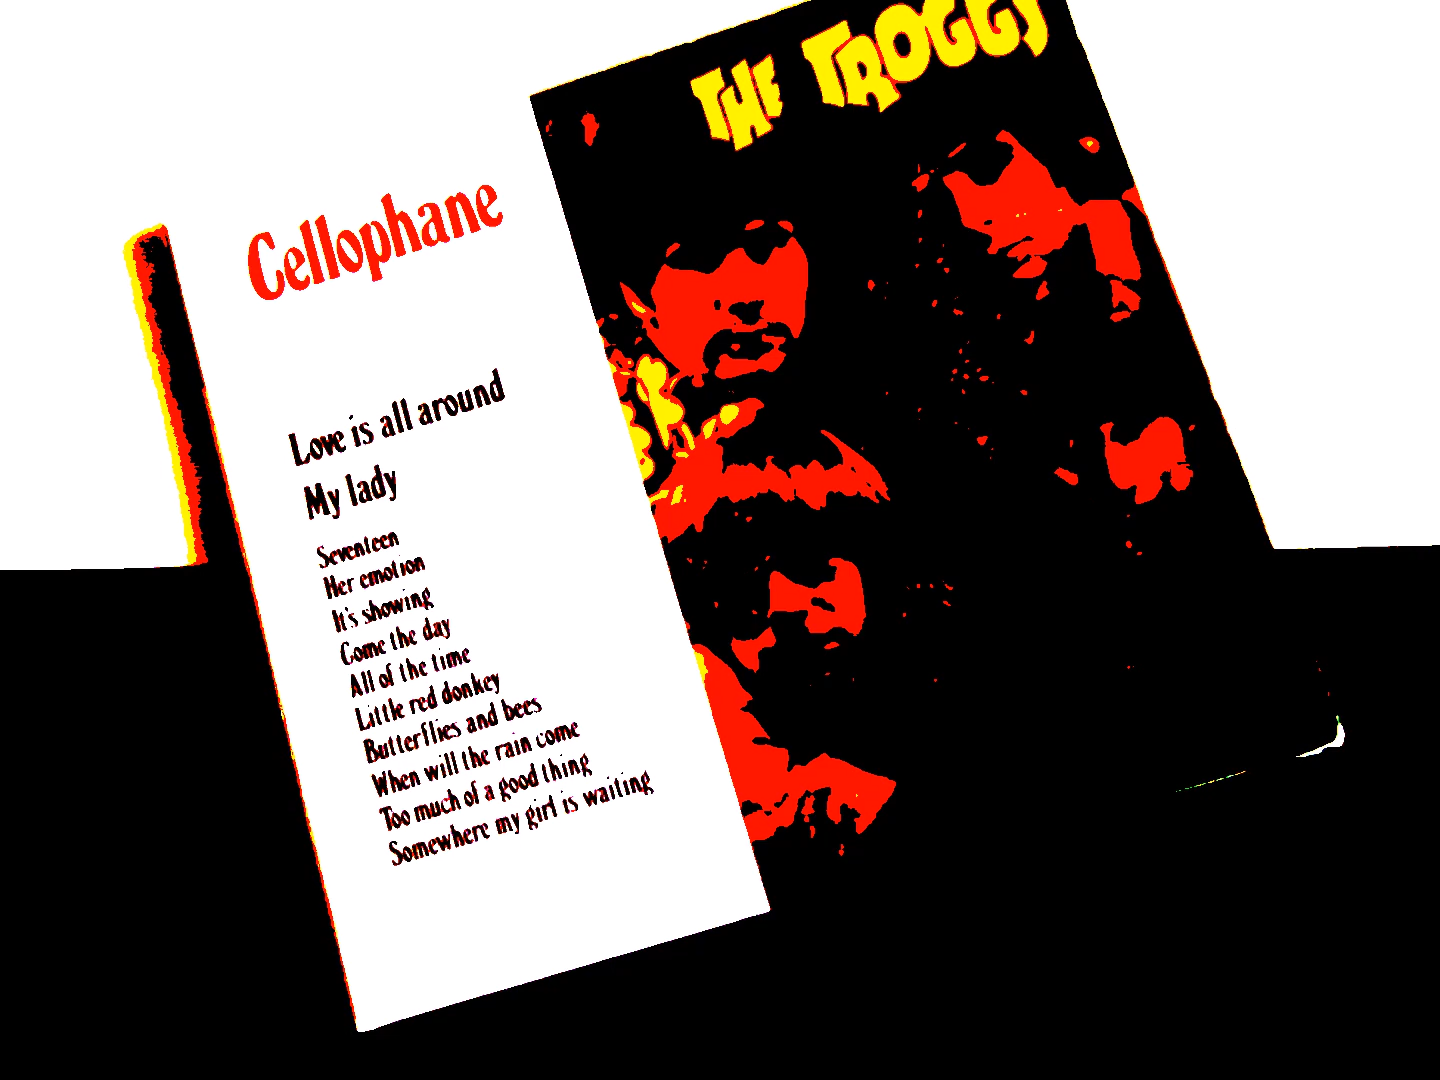 THE TROGGS
Cellophane
Love is all around
My lady
Seventeen
Her emotion
It's showing
Come the day
All of the time
Little red donkey
Butterflies and bees
When will the rain come
Too much of a good thing
Somewhere my girl is waiting